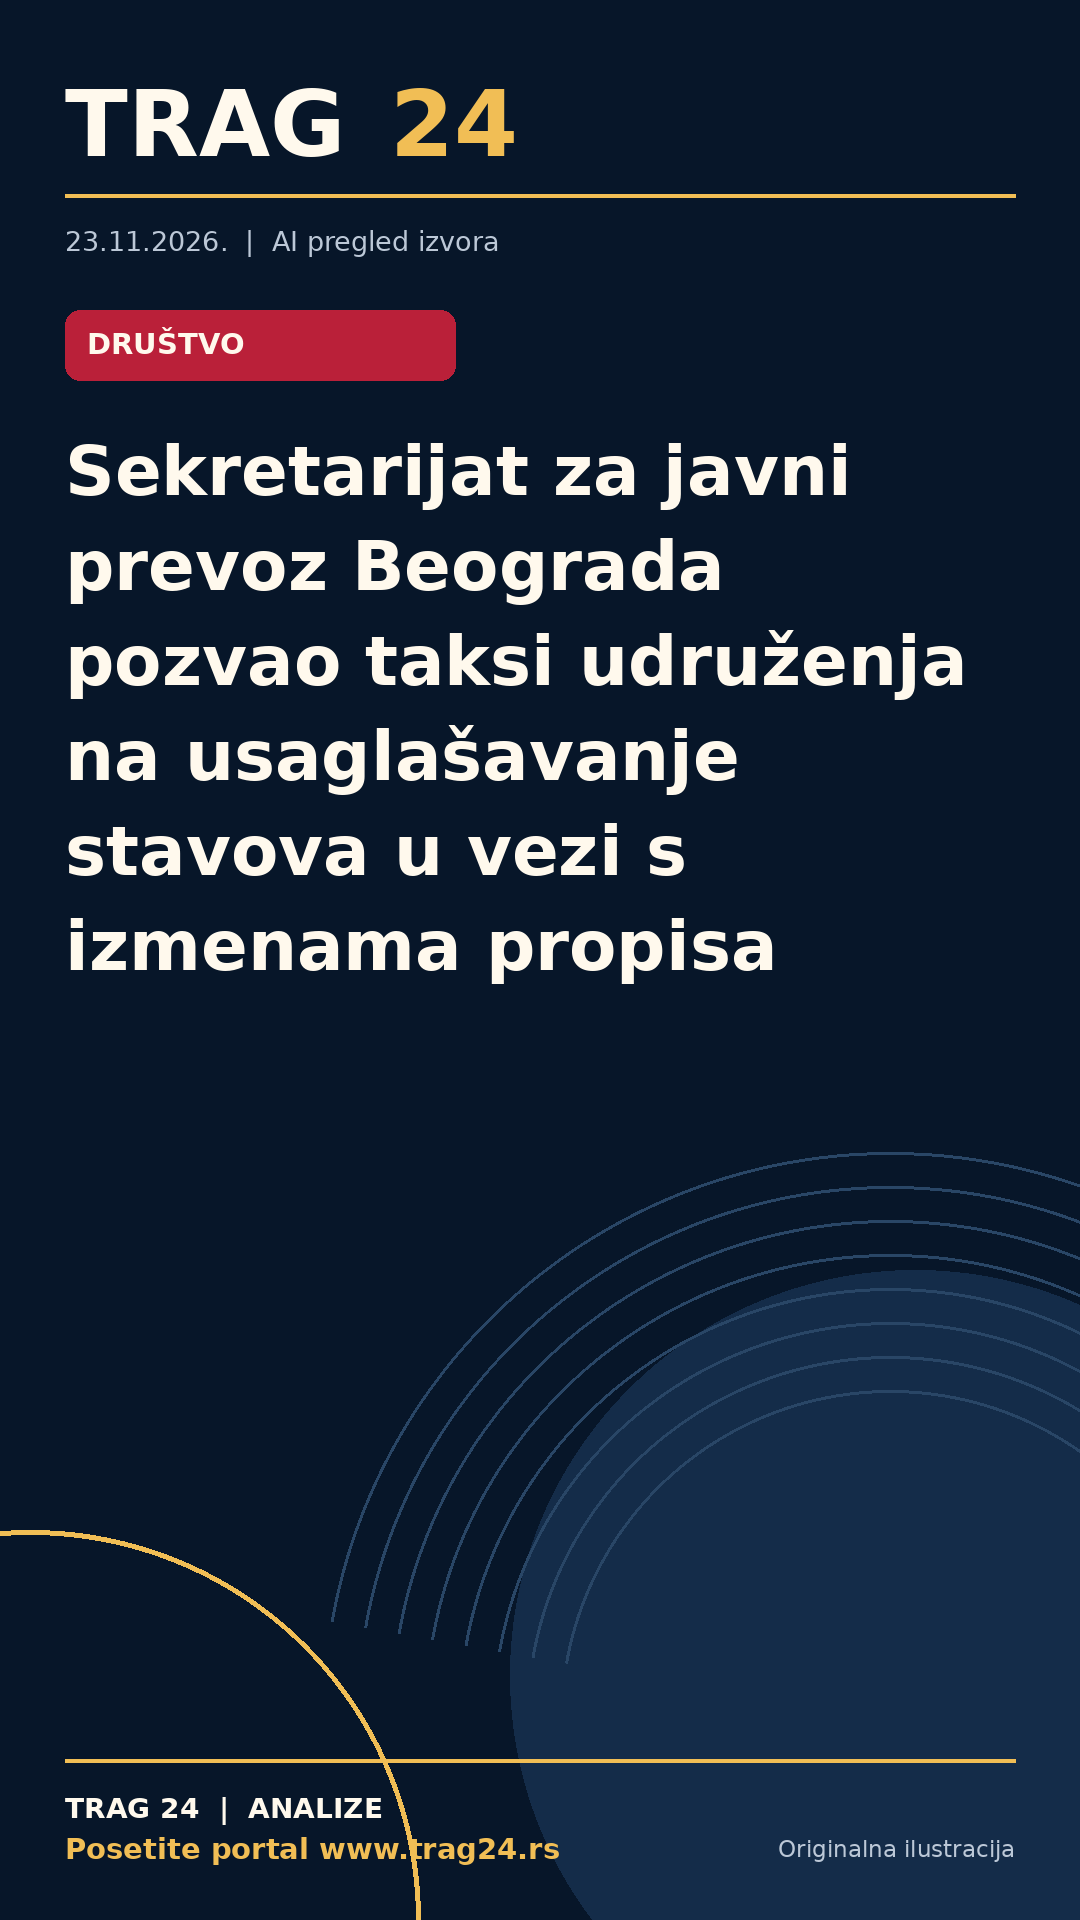 TRAG 24
23.11.2026. | AI pregled izvora
DRUŠTVO
Sekretarijat za javni
prevoz Beograda
pozvao taksi udruženja
na usaglašavanje
stavova u vezi s
izmenama propisa
TRAG 24 | ANALIZE
Posetite portal www.trag24.rs
Originalna ilustracija